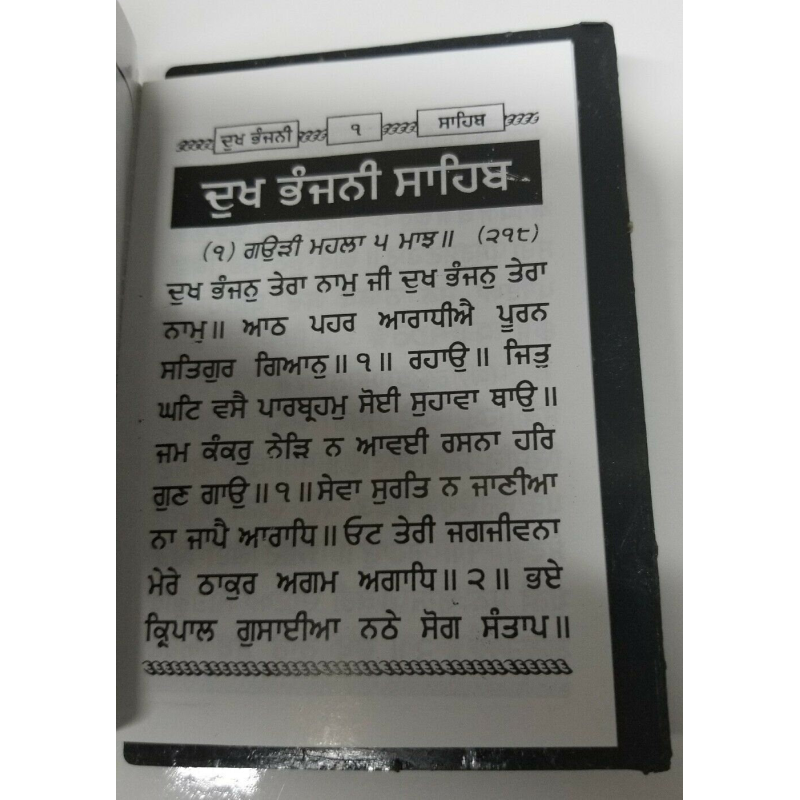 ਦੁਖ ਭੰਜਨੀ ੧ ਸਾਹਿਬ
ਦੁਖ ਭੰਜਨੀ ਸਾਹਿਬ
(੧) ਗਉੜੀ ਮਹਲਾ ੫ ਮਾਝ॥ (੨੧੮)
ਦੁਖ ਭੰਜਨੁ ਤੇਰਾ ਨਾਮੁ ਜੀ ਦੁਖ ਭੰਜਨੁ ਤੇਰਾ
ਨਾਮੁ॥ ਆਠ ਪਹਰ ਆਰਾਧੀਐ ਪੂਰਨ
ਸਤਿਗੁਰ ਗਿਆਨੁ॥੧॥ ਰਹਾਉ॥ ਜਿਤੁ
ਘਟਿ ਵਸੈ ਪਾਰਬ੍ਰਹਮੁ ਸੋਈ ਸੁਹਾਵਾ ਥਾਉ॥
ਜਮ ਕੰਕਰੁ ਨੇੜਿ ਨ ਆਵਈ ਰਸਨਾ ਹਰਿ
ਗੁਣ ਗਾਉ॥੧॥ਸੇਵਾ ਸੁਰਤਿ ਨ ਜਾਣੀਆ
ਨਾ ਜਾਪੈ ਆਰਾਧਿ॥ਓਟ ਤੇਰੀ ਜਗਜੀਵਨਾ
ਮੇਰੇ ਠਾਕੁਰ ਅਗਮ ਅਗਾਧਿ॥੨॥ ਭਏ
ਕ੍ਰਿਪਾਲ ਗੁਸਾਈਆ ਨਠੇ ਸੋਗ ਸੰਤਾਪ॥